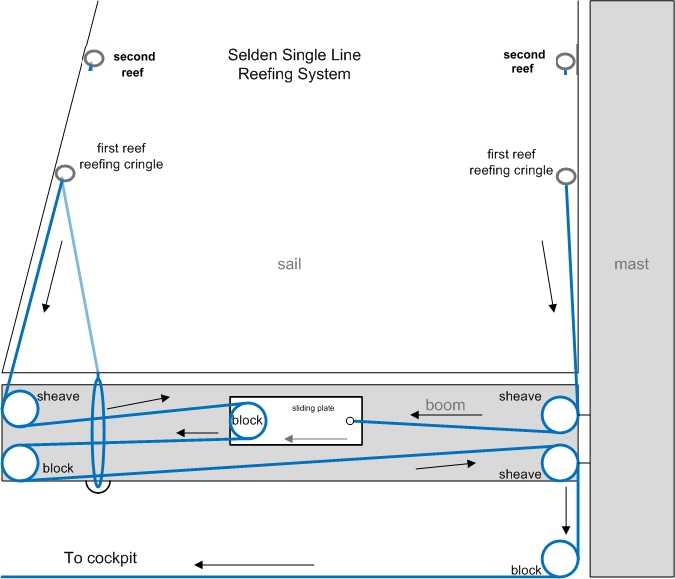 Selden Single Line
Reefing System
second
reef
second
reef
first reef
reefing cringle
first reef
reefing cringle
sail
mast
sheave
sliding plate
boom
sheave
block
block
sheave
To cockpit
block